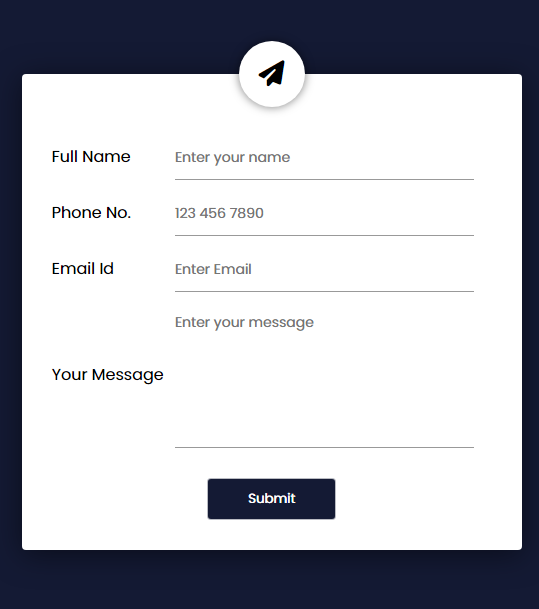 Full Name Enter your name
Phone No. 123 456 7890
Email Id Enter Email
Enter your message
Your Message
Submit